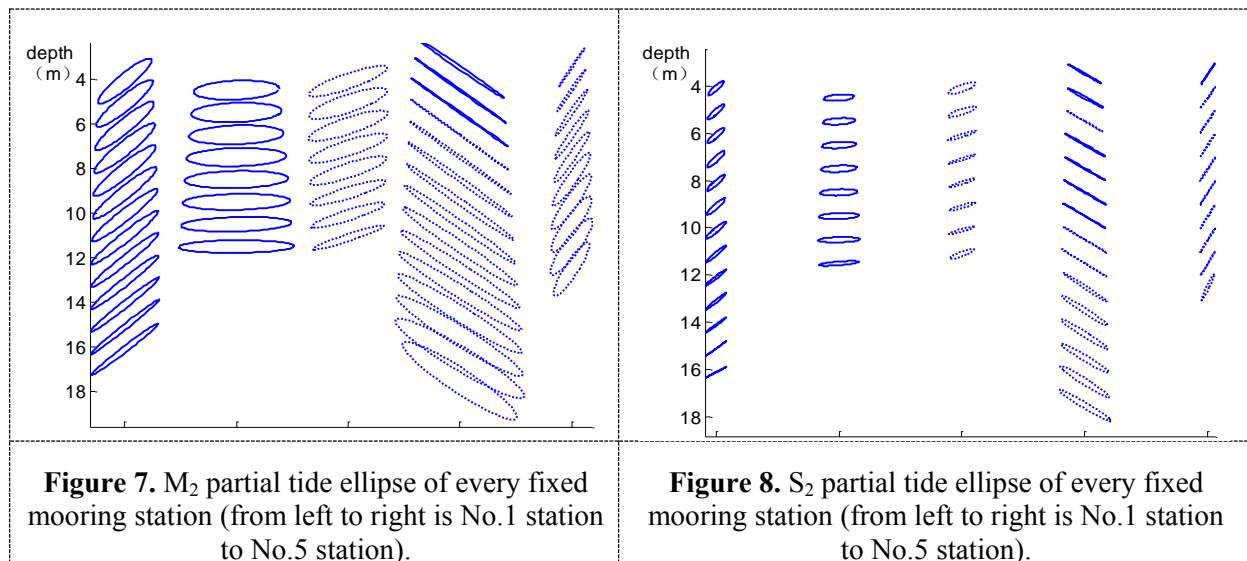 depth
（m）
4
6
8
10
12
14
16
18
Figure 7. M₂ partial tide ellipse of every fixed
mooring station (from left to right is No.1 station
to No.5 station).
depth
（m）
4
6
8
10
12
14
16
18
Figure 8. S₂ partial tide ellipse of every fixed
mooring station (from left to right is No.1 station
to No.5 station).